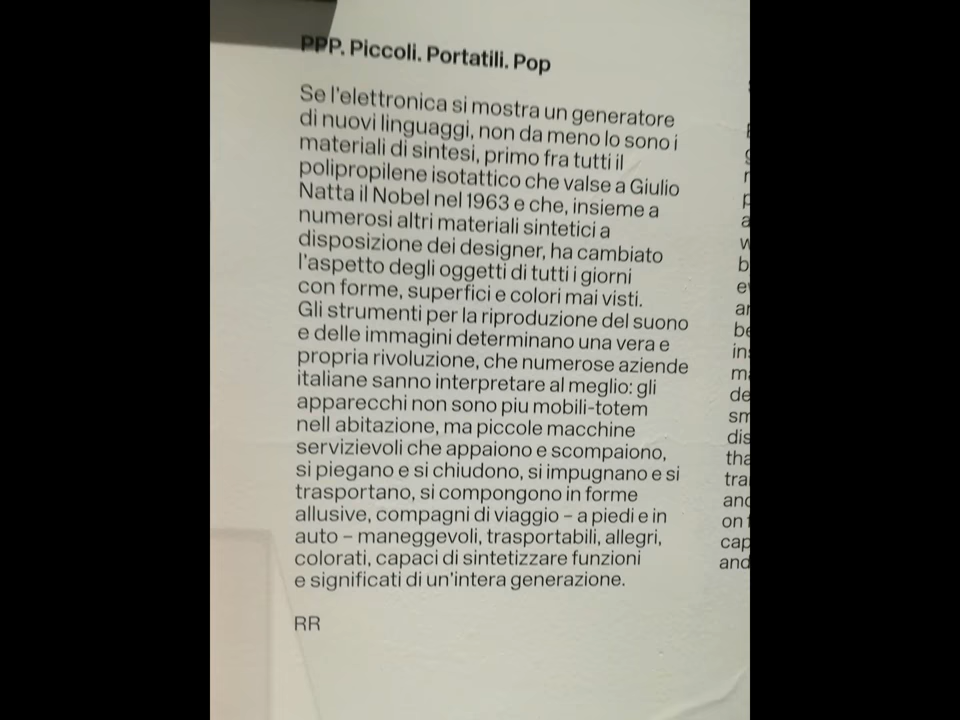 PPP. Piccoli. Portatili. Pop
Se l'elettronica si mostra un generatore
di nuovi linguaggi, non da meno lo sono i
materiali di sintesi, primo fra tutti il
polipropilene isotattico che valse a Giulio
Natta il Nobel nel 1963 e che, insieme a
numerosi altri materiali sintetici a
disposizione dei designer, ha cambiato
l'aspetto degli oggetti di tutti i giorni
con forme, superfici e colori mai visti.
Gli strumenti per la riproduzione del suono
e delle immagini determinano una vera e
propria rivoluzione, che numerose aziende
italiane sanno interpretare al meglio: gli
apparecchi non sono piu mobili-totem
nell abitazione, ma piccole macchine
servizievoli che appaiono e scompaiono,
si piegano e si chiudono, si impugnano e si
trasportano, si compongono in forme
allusive, compagni di viaggio – a piedi e in
auto – maneggevoli, trasportabili, allegri,
colorati, capaci di sintetizzare funzioni
e significati di un'intera generazione.
RR